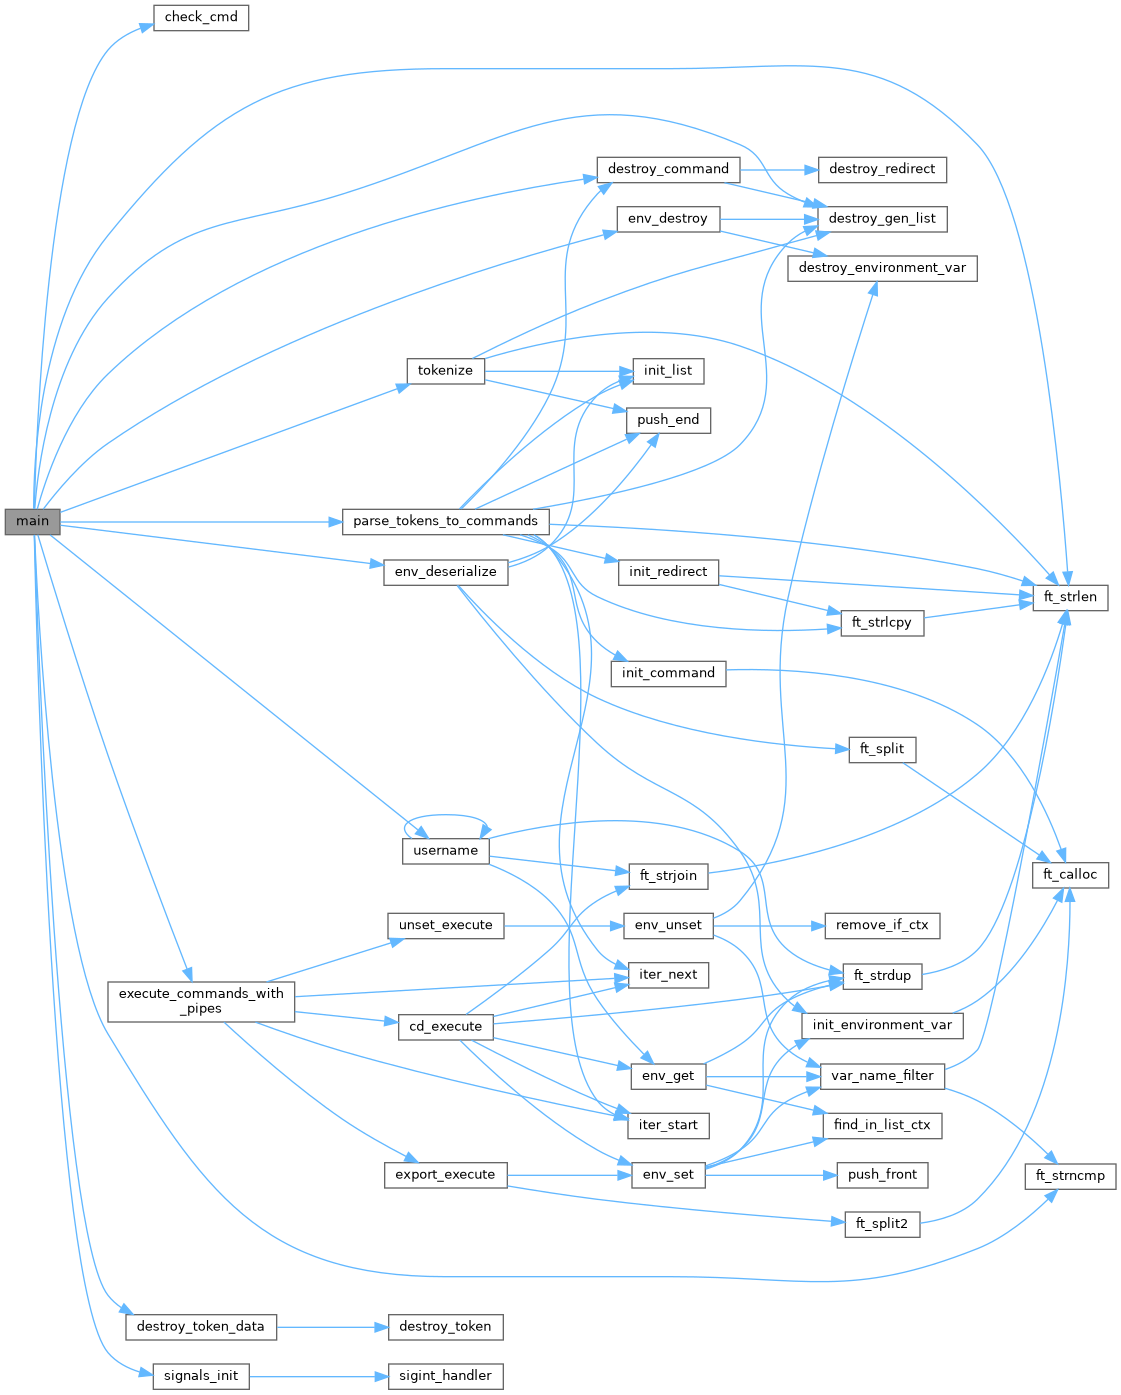 check_cmd
destroy_command
destroy_redirect
env_destroy
destroy_gen_list
destroy_environment_var
tokenize
init_list
push_end
main
parse_tokens_to_commands
env_deserialize
init_redirect
ft_strlen
ft_strlcpy
init_command
ft_split
username
ft_strjoin
ft_calloc
unset_execute
env_unset
remove_if_ctx
iter_next
ft_strdup
execute_commands_with
_pipes
cd_execute
init_environment_var
env_get
var_name_filter
iter_start
find_in_list_ctx
export_execute
env_set
push_front
ft_strncmp
ft_split2
destroy_token_data
destroy_token
signals_init
sigint_handler